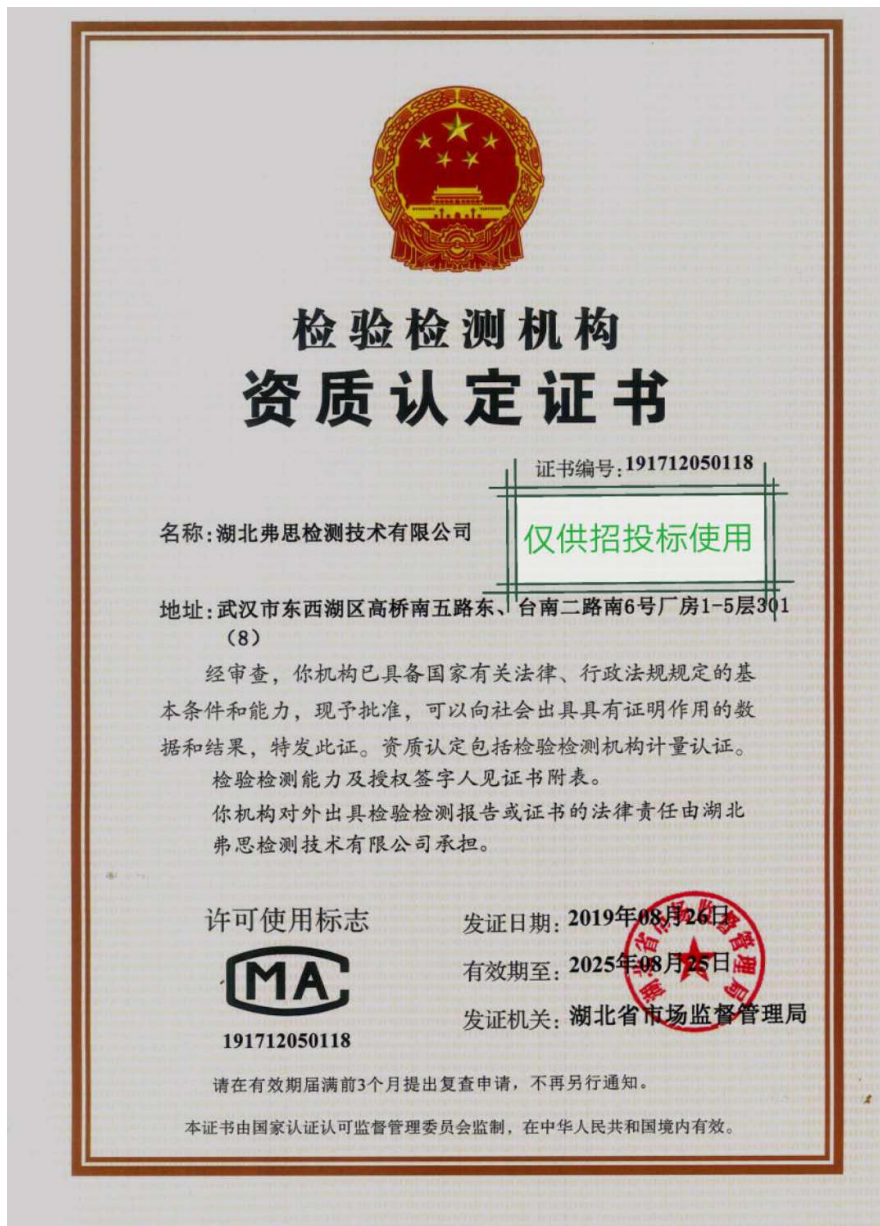 检验检测机构
资质认定证书
证书编号:191712050118
仅供招投标使用
名称:湖北弗思检测技术有限公司
地址:武汉市东西湖区高桥南五路东、台南二路南6号厂房1-5层301
(8)
经审查，你机构已具备国家有关法律、行政法规规定的基
本条件和能力，现予批准，可以向社会出具具有证明作用的数
据和结果，特发此证。资质认定包括检验检测机构计量认证。
检验检测能力及授权签字人见证书附表。
你机构对外出具检验检测报告或证书的法律责任由湖北
弗思检测技术有限公司承担。
许可使用标志
MA
191712050118
发证日期:2019年08月26日
有效期至:2025年08月25日
发证机关:湖北省市场监督管理局
湖北省市场监督管理局
请在有效期届满前3个月提出复查申请，不再另行通知。
本证书由国家认证认可监督管理委员会监制，在中华人民共和国境内有效。